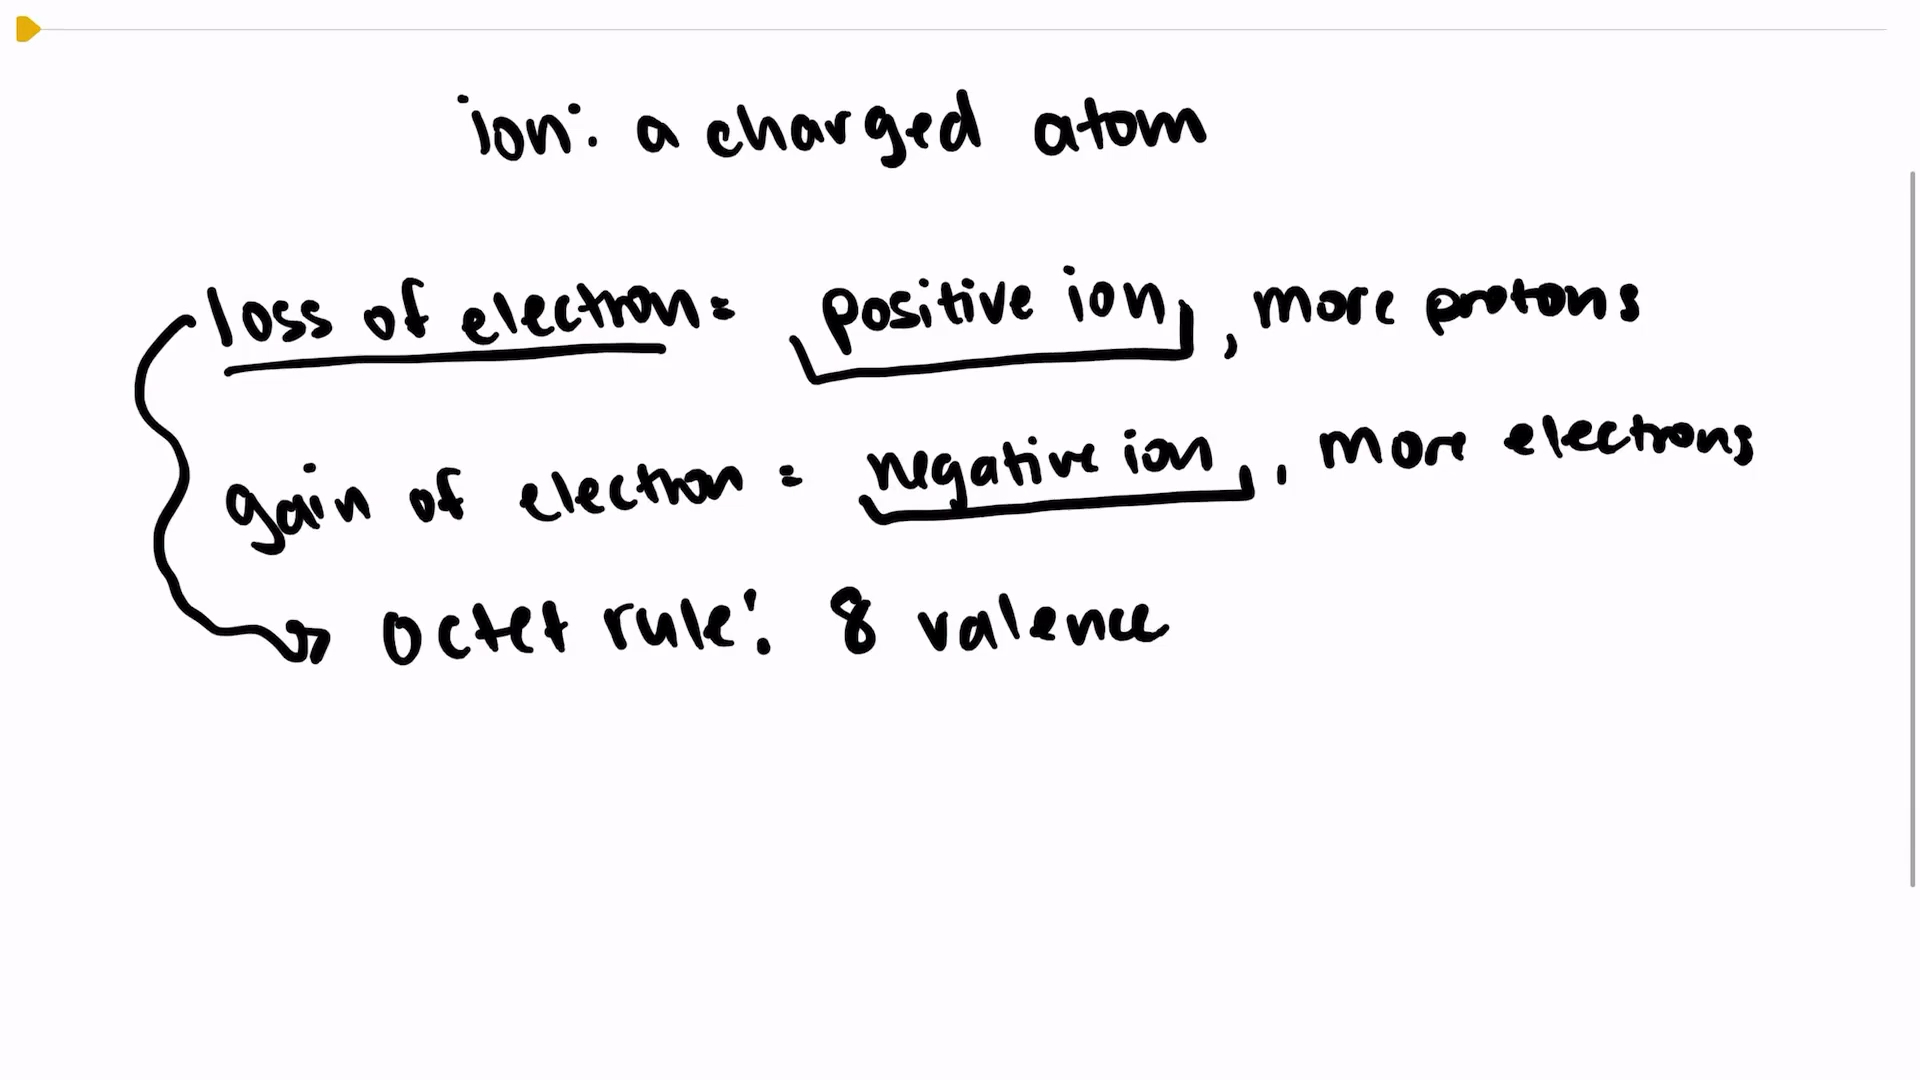 ion: a charged atom
loss of electron = positive ion, more protons
gain of electron = negative ion, more electrons
octet rule: 8 valence